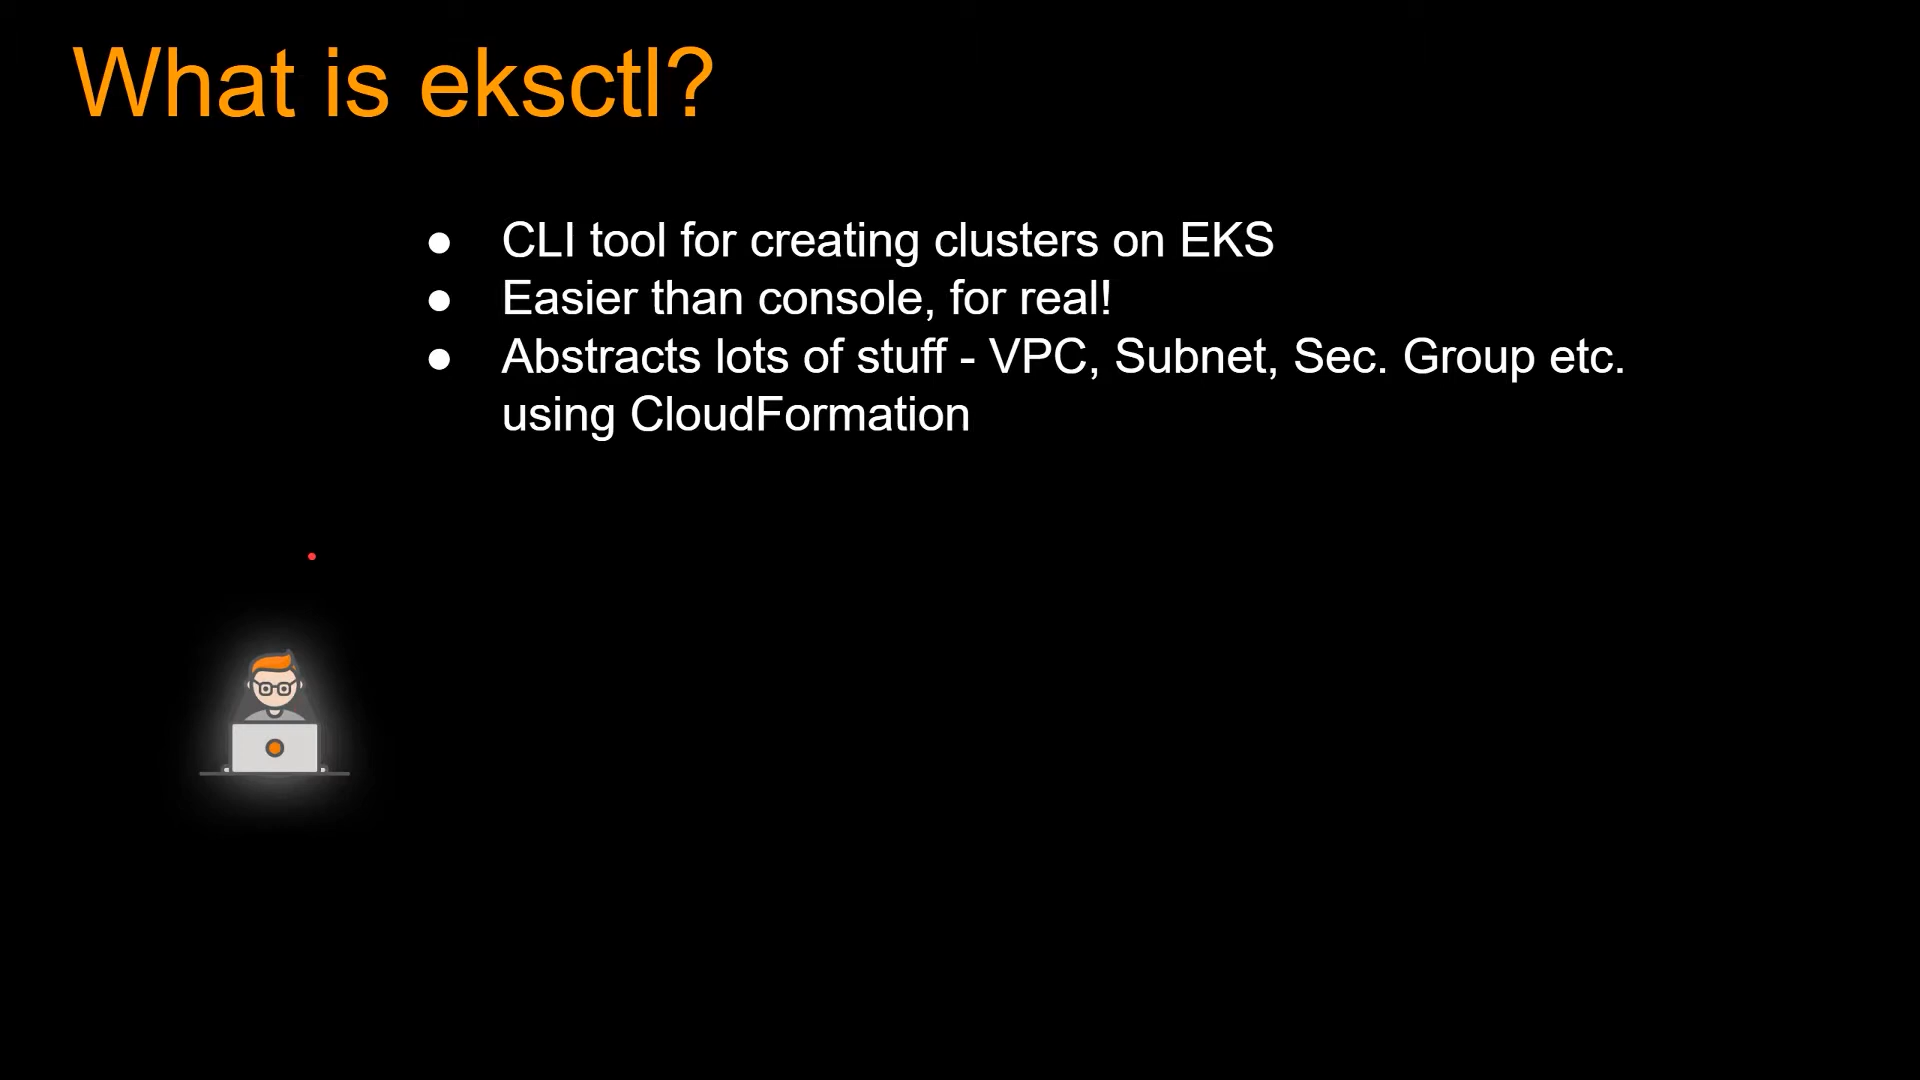 What is eksctl?
● CLI tool for creating clusters on EKS
● Easier than console, for real!
● Abstracts lots of stuff - VPC, Subnet, Sec. Group etc.
using CloudFormation